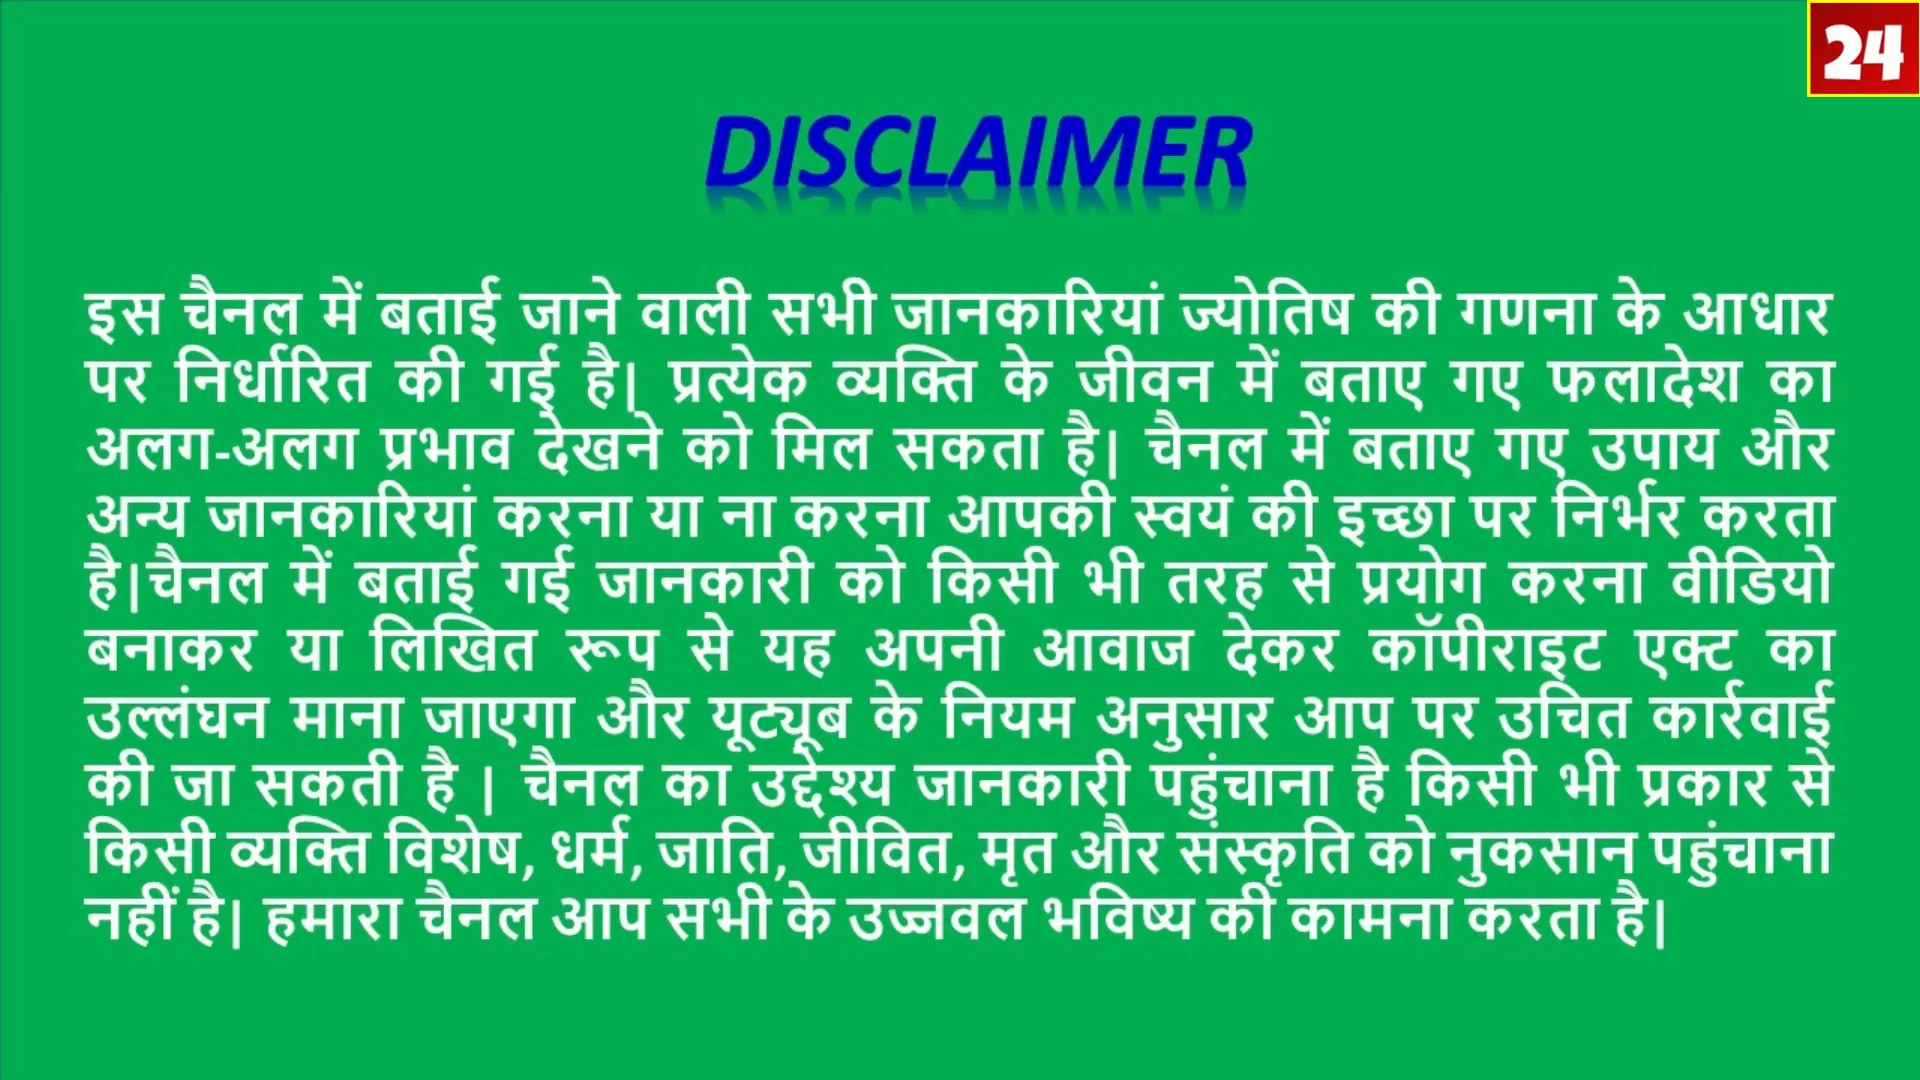 24
DISCLAIMER
इस चैनल में बताई जाने वाली सभी जानकारियां ज्योतिष की गणना के आधार
पर निर्धारित की गई है| प्रत्येक व्यक्ति के जीवन में बताए गए फलादेश का
अलग-अलग प्रभाव देखने को मिल सकता है| चैनल में बताए गए उपाय और
अन्य जानकारियां करना या ना करना आपकी स्वयं की इच्छा पर निर्भर करता
है|चैनल में बताई गई जानकारी को किसी भी तरह से प्रयोग करना वीडियो
बनाकर या लिखित रूप से यह अपनी आवाज देकर कॉपीराइट एक्ट का
उल्लंघन माना जाएगा और यूट्यूब के नियम अनुसार आप पर उचित कार्रवाई
की जा सकती है | चैनल का उद्देश्य जानकारी पहुंचाना है किसी भी प्रकार से
किसी व्यक्ति विशेष, धर्म, जाति, जीवित, मृत और संस्कृति को नुकसान पहुंचाना
नहीं है| हमारा चैनल आप सभी के उज्जवल भविष्य की कामना करता है|